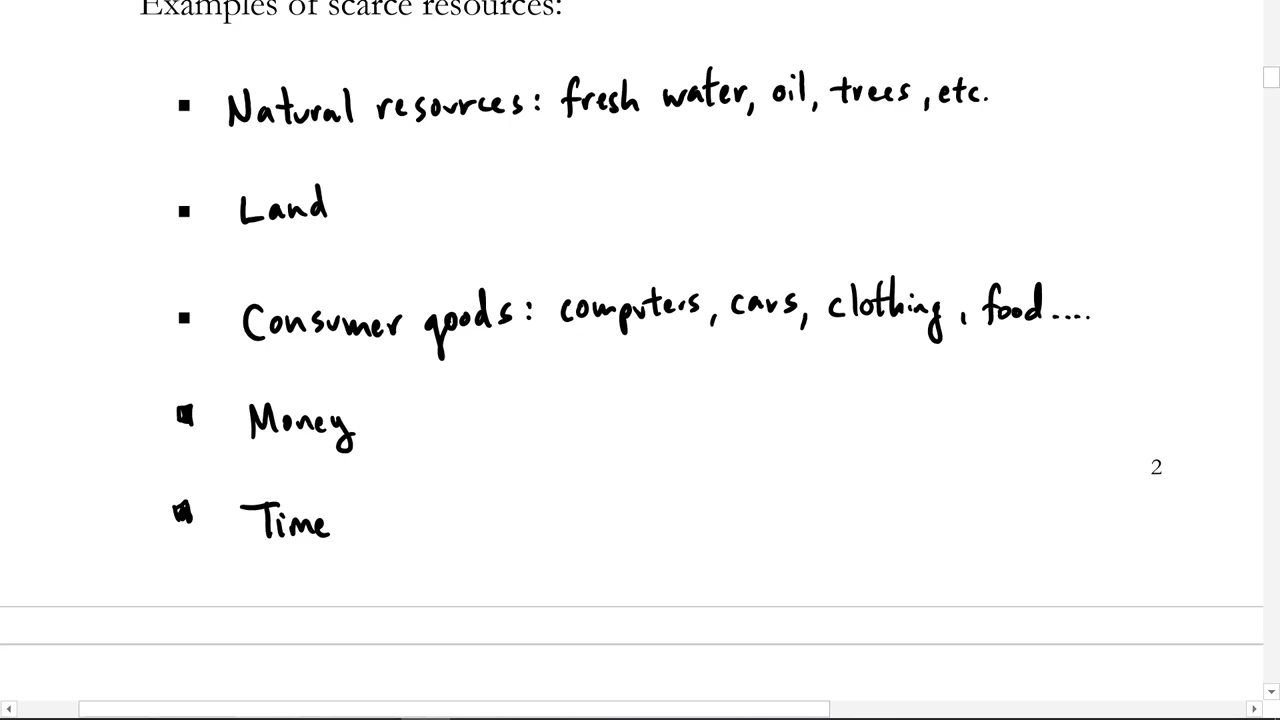 Examples of scarce resources:
▪ Natural resources: fresh water, oil, trees, etc.
▪ Land
▪ Consumer goods: computers, cars, clothing, food.....
▪ Money
2
▪ Time